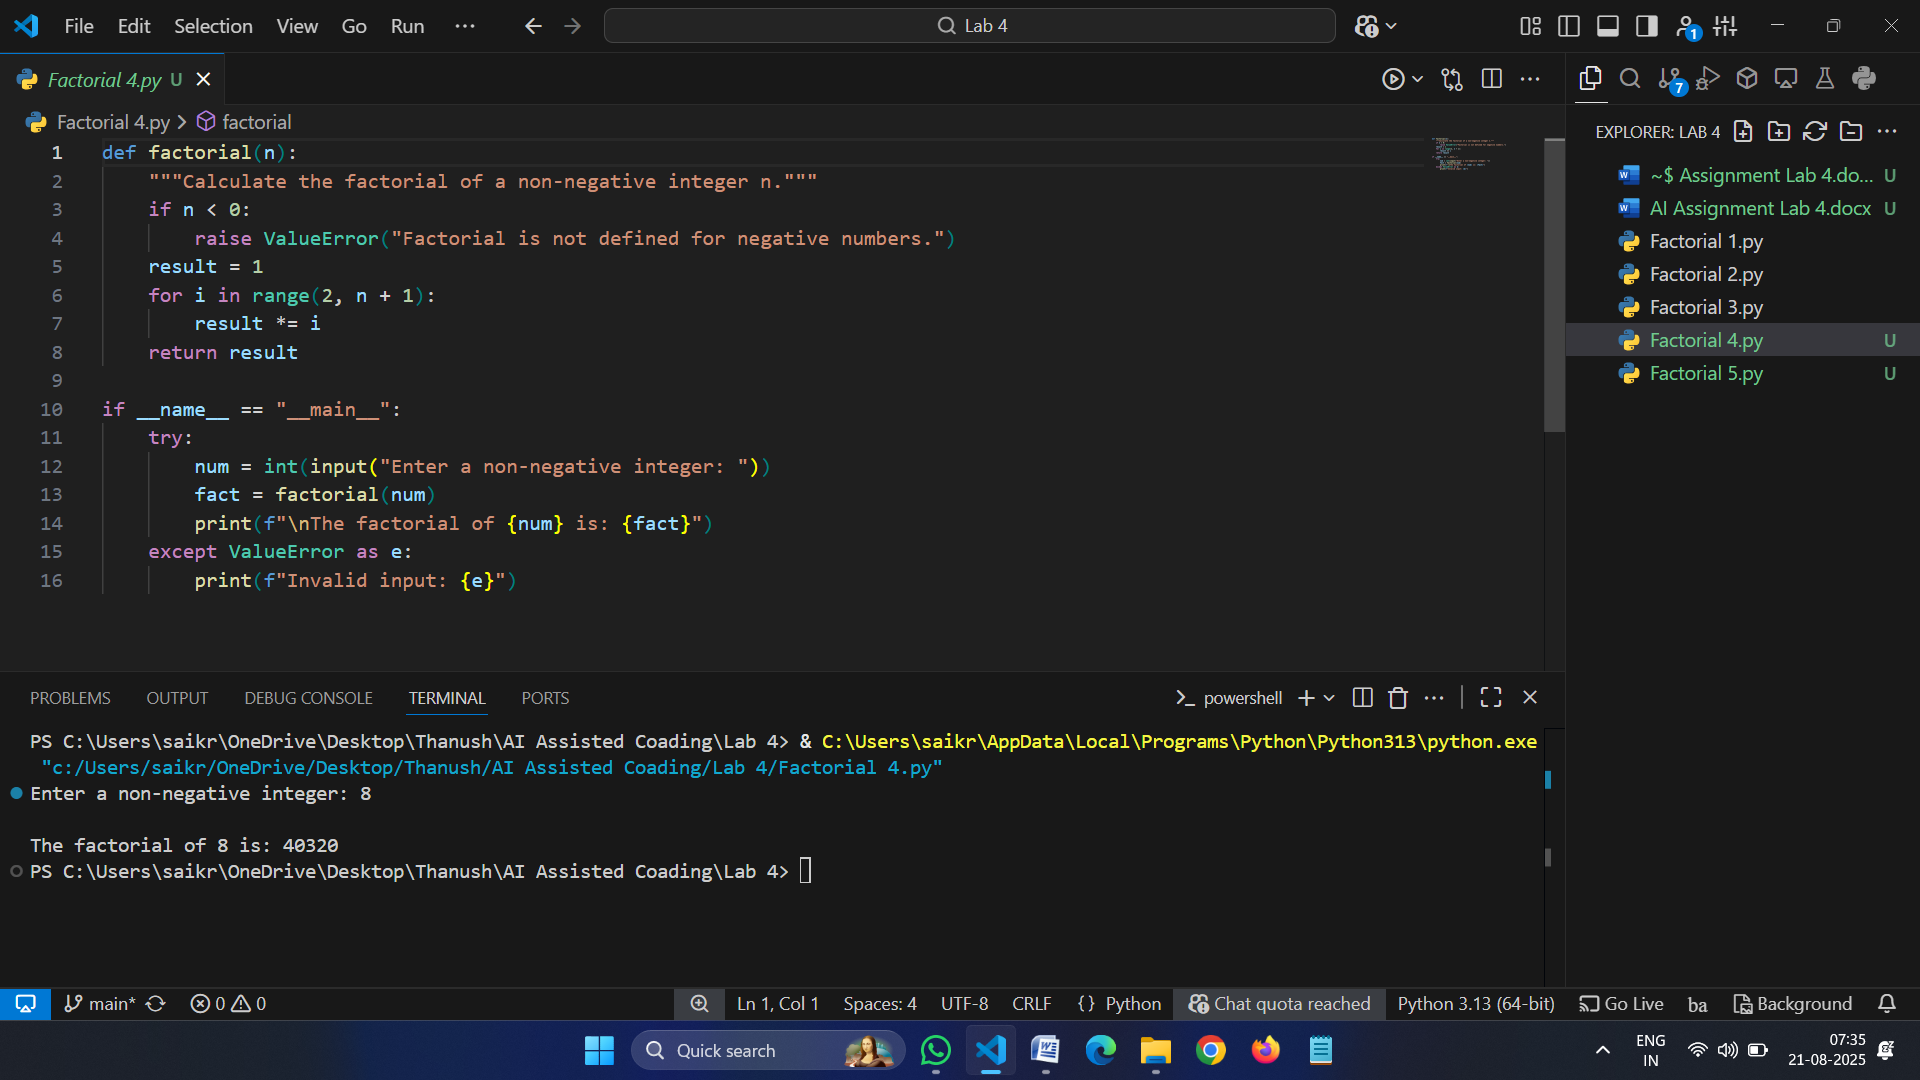 File Edit Selection View Go Run ··· Lab 4
1
Factorial 4.py U
Factorial 4.py > factorial
1 def factorial(n):
2 """Calculate the factorial of a non-negative integer n."""
3 if n < 0:
4 raise ValueError("Factorial is not defined for negative numbers.")
5 result = 1
6 for i in range(2, n + 1):
7 result *= i
8 return result
9
10 if __name__ == "__main__":
11 try:
12 num = int(input("Enter a non-negative integer: "))
13 fact = factorial(num)
14 print(f"\nThe factorial of {num} is: {fact}")
15 except ValueError as e:
16 print(f"Invalid input: {e}")
7
EXPLORER: LAB 4
~$ Assignment Lab 4.do... U
AI Assignment Lab 4.docx U
Factorial 1.py
Factorial 2.py
Factorial 3.py
Factorial 4.py U
Factorial 5.py U
PROBLEMS OUTPUT DEBUG CONSOLE TERMINAL PORTS
powershell
PS C:\Users\saikr\OneDrive\Desktop\Thanush\AI Assisted Coading\Lab 4> & C:\Users\saikr\AppData\Local\Programs\Python\Python313\python.exe
"c:/Users/saikr/OneDrive/Desktop/Thanush/AI Assisted Coading/Lab 4/Factorial 4.py"
Enter a non-negative integer: 8
The factorial of 8 is: 40320
PS C:\Users\saikr\OneDrive\Desktop\Thanush\AI Assisted Coading\Lab 4>
main* 0 0 Ln 1, Col 1 Spaces: 4 UTF-8 CRLF {} Python Chat quota reached Python 3.13 (64-bit) Go Live ba Background
Quick search
ENG
IN
07:35
21-08-2025